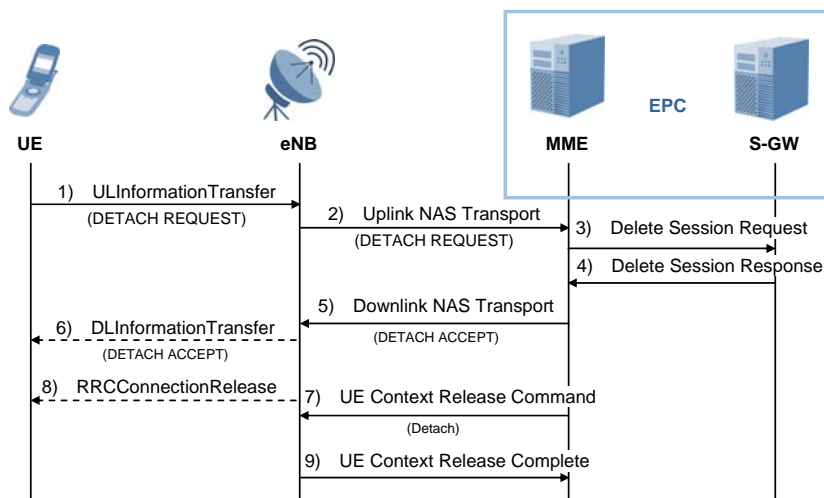 EPC
UE
eNB
MME
S-GW
1) ULInformationTransfer
(DETACH REQUEST)
2) Uplink NAS Transport
(DETACH REQUEST)
3) Delete Session Request
4) Delete Session Response
5) Downlink NAS Transport
(DETACH ACCEPT)
6) DLInformationTransfer
(DETACH ACCEPT)
8) RRCConnectionRelease
7) UE Context Release Command
(Detach)
9) UE Context Release Complete